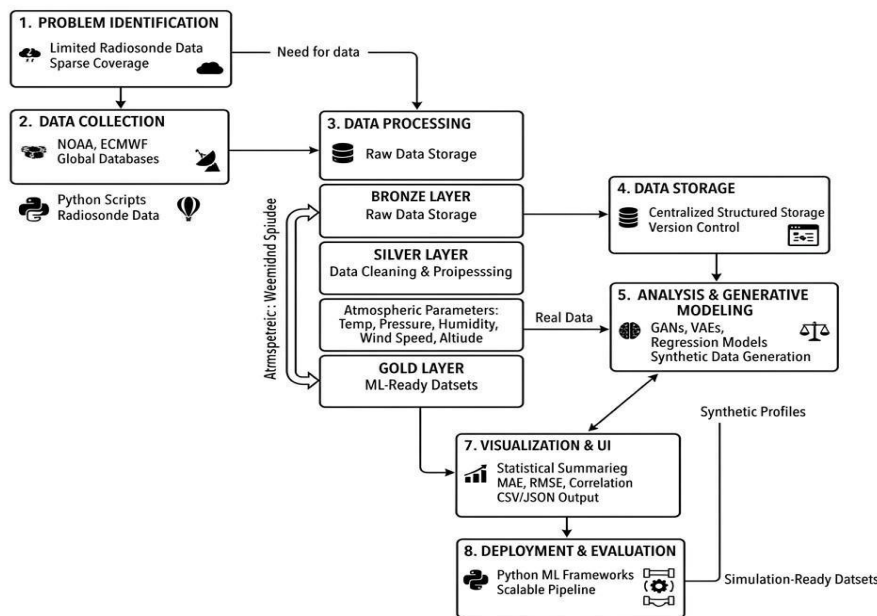 1. PROBLEM IDENTIFICATION
Limited Radiosonde Data
Sparse Coverage
Need for data
2. DATA COLLECTION
NOAA, ECMWF
Global Databases
Python Scripts
Radiosonde Data
3. DATA PROCESSING
Raw Data Storage
BRONZE LAYER
Raw Data Storage
SILVER LAYER
Data Cleaning & Proipesssing
Atmospheric Parameters:
Temp, Pressure, Humidity,
Wind Speed, Altiude
GOLD LAYER
ML-Ready Datsets
Atrmspetreic : Weemidnd Spiudee
4. DATA STORAGE
Centralized Structured Storage
Version Control
Real Data
5. ANALYSIS & GENERATIVE
MODELING
GANs, VAEs,
Regression Models
Synthetic Data Generation
Synthetic Profiles
7. VISUALIZATION & UI
Statistical Summarieg
MAE, RMSE, Correlation
CSV/JSON Output
8. DEPLOYMENT & EVALUATION
Python ML Frameworks
Scalable Pipeline
Simulation-Ready Datsets